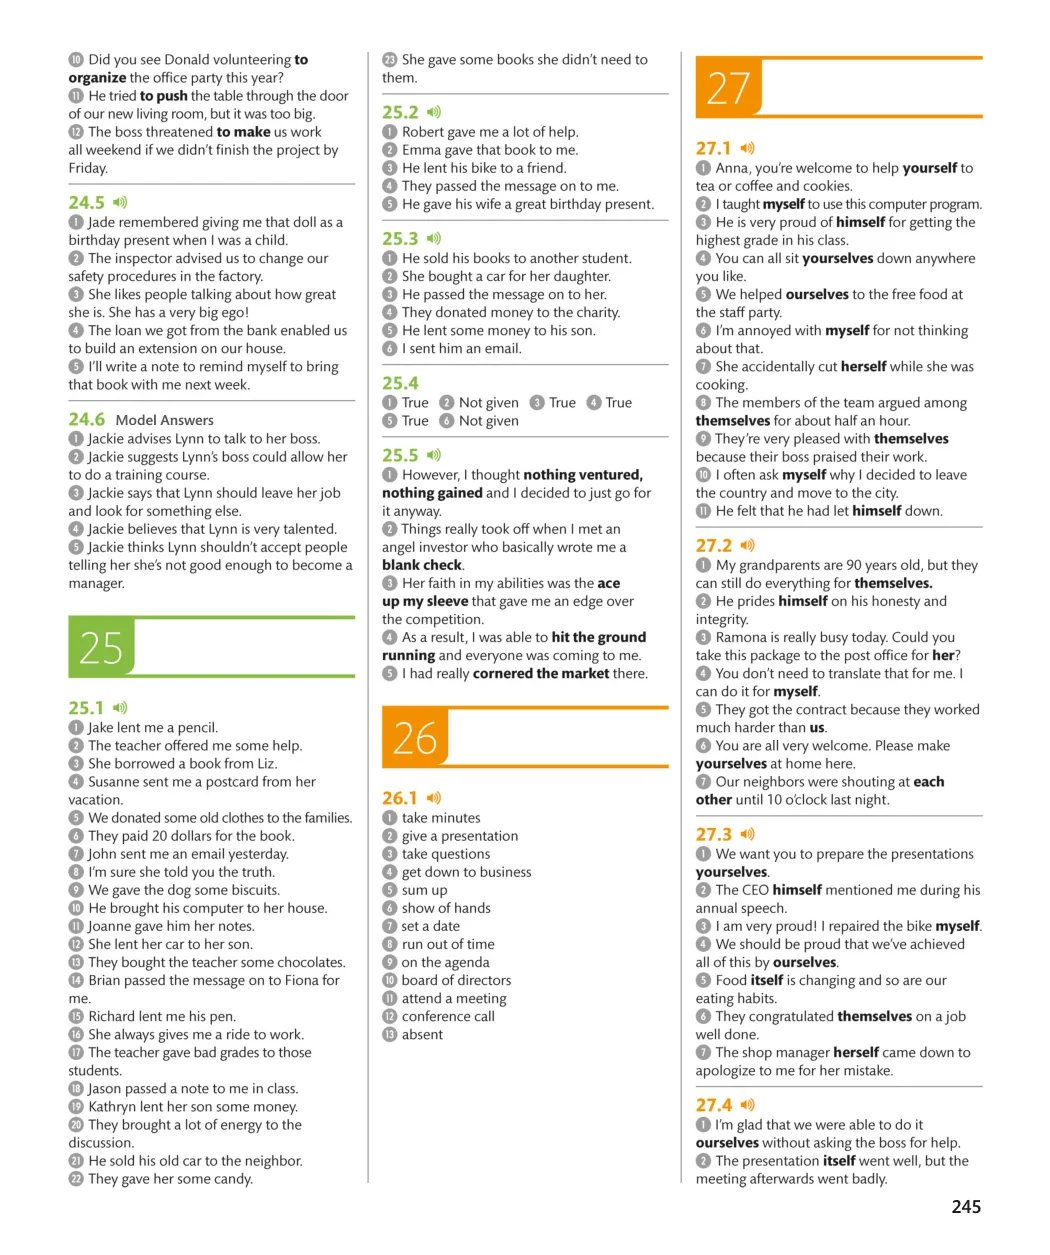 10 Did you see Donald volunteering to
organize the office party this year?
11 He tried to push the table through the door
of our new living room, but it was too big.
12 The boss threatened to make us work
all weekend if we didn't finish the project by
Friday.
24.5
1 Jade remembered giving me that doll as a
birthday present when I was a child.
2 The inspector advised us to change our
safety procedures in the factory.
3 She likes people talking about how great
she is. She has a very big ego!
4 The loan we got from the bank enabled us
to build an extension on our house.
5 I'll write a note to remind myself to bring
that book with me next week.
24.6 Model Answers
1 Jackie advises Lynn to talk to her boss.
2 Jackie suggests Lynn's boss could allow her
to do a training course.
3 Jackie says that Lynn should leave her job
and look for something else.
4 Jackie believes that Lynn is very talented.
5 Jackie thinks Lynn shouldn't accept people
telling her she's not good enough to become a
manager.
25
25.1
1 Jake lent me a pencil.
2 The teacher offered me some help.
3 She borrowed a book from Liz.
4 Susanne sent me a postcard from her
vacation.
5 We donated some old clothes to the families.
6 They paid 20 dollars for the book.
7 John sent me an email yesterday.
8 I'm sure she told you the truth.
9 We gave the dog some biscuits.
10 He brought his computer to her house.
11 Joanne gave him her notes.
12 She lent her car to her son.
13 They bought the teacher some chocolates.
14 Brian passed the message on to Fiona for
me.
15 Richard lent me his pen.
16 She always gives me a ride to work.
17 The teacher gave bad grades to those
students.
18 Jason passed a note to me in class.
19 Kathryn lent her son some money.
20 They brought a lot of energy to the
discussion.
21 He sold his old car to the neighbor.
22 They gave her some candy.
23 She gave some books she didn't need to
them.
25.2
1 Robert gave me a lot of help.
2 Emma gave that book to me.
3 He lent his bike to a friend.
4 They passed the message on to me.
5 He gave his wife a great birthday present.
25.3
1 He sold his books to another student.
2 She bought a car for her daughter.
3 He passed the message on to her.
4 They donated money to the charity.
5 He lent some money to his son.
6 I sent him an email.
25.4
1 True 2 Not given 3 True 4 True
5 True 6 Not given
25.5
1 However, I thought nothing ventured,
nothing gained and I decided to just go for
it anyway.
2 Things really took off when I met an
angel investor who basically wrote me a
blank check.
3 Her faith in my abilities was the ace
up my sleeve that gave me an edge over
the competition.
4 As a result, I was able to hit the ground
running and everyone was coming to me.
5 I had really cornered the market there.
26
26.1
1 take minutes
2 give a presentation
3 take questions
4 get down to business
5 sum up
6 show of hands
7 set a date
8 run out of time
9 on the agenda
10 board of directors
11 attend a meeting
12 conference call
13 absent
27
27.1
1 Anna, you're welcome to help yourself to
tea or coffee and cookies.
2 I taught myself to use this computer program.
3 He is very proud of himself for getting the
highest grade in his class.
4 You can all sit yourselves down anywhere
you like.
5 We helped ourselves to the free food at
the staff party.
6 I'm annoyed with myself for not thinking
about that.
7 She accidentally cut herself while she was
cooking.
8 The members of the team argued among
themselves for about half an hour.
9 They're very pleased with themselves
because their boss praised their work.
10 I often ask myself why I decided to leave
the country and move to the city.
11 He felt that he had let himself down.
27.2
1 My grandparents are 90 years old, but they
can still do everything for themselves.
2 He prides himself on his honesty and
integrity.
3 Ramona is really busy today. Could you
take this package to the post office for her?
4 You don't need to translate that for me. I
can do it for myself.
5 They got the contract because they worked
much harder than us.
6 You are all very welcome. Please make
yourselves at home here.
7 Our neighbors were shouting at each
other until 10 o'clock last night.
27.3
1 We want you to prepare the presentations
yourselves.
2 The CEO himself mentioned me during his
annual speech.
3 I am very proud! I repaired the bike myself.
4 We should be proud that we've achieved
all of this by ourselves.
5 Food itself is changing and so are our
eating habits.
6 They congratulated themselves on a job
well done.
7 The shop manager herself came down to
apologize to me for her mistake.
27.4
1 I'm glad that we were able to do it
ourselves without asking the boss for help.
2 The presentation itself went well, but the
meeting afterwards went badly.
245